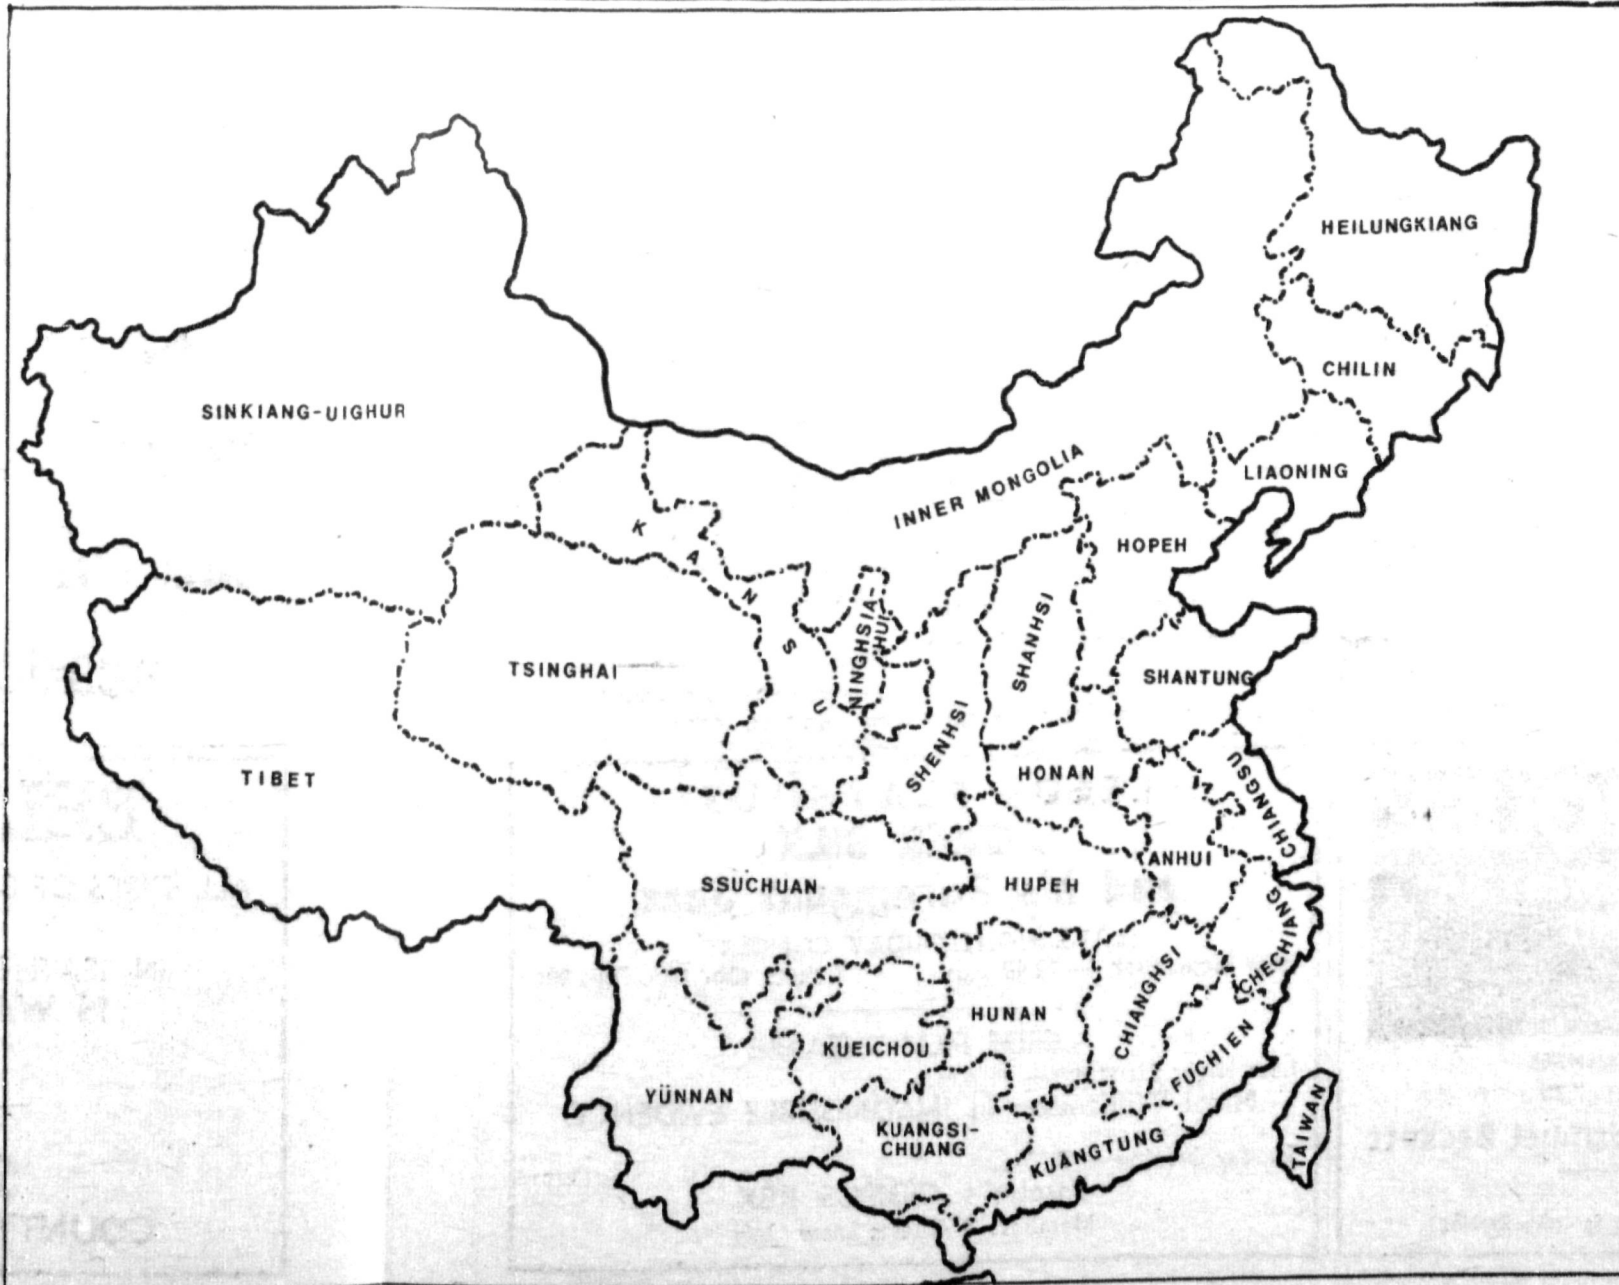 HEILUNGKIANG
CHILIN
SINKIANG-UIGHUR
LIAONING
INNER MONGOLIA
KANSU
HOPEH
NINGHSIA-
HUI
SHANHSI
TSINGHAI
SHANTUNG
SHENHSI
TIBET
HONAN
CHIANGSU
ANHUI
SSUCHUAN
HUPEH
CHECHIANG
CHIANGHSI
HUNAN
KUEICHOU
FUCHIEN
YÜNNAN
KUANGSI-
CHUANG
KUANGTUNG
TAIWAN